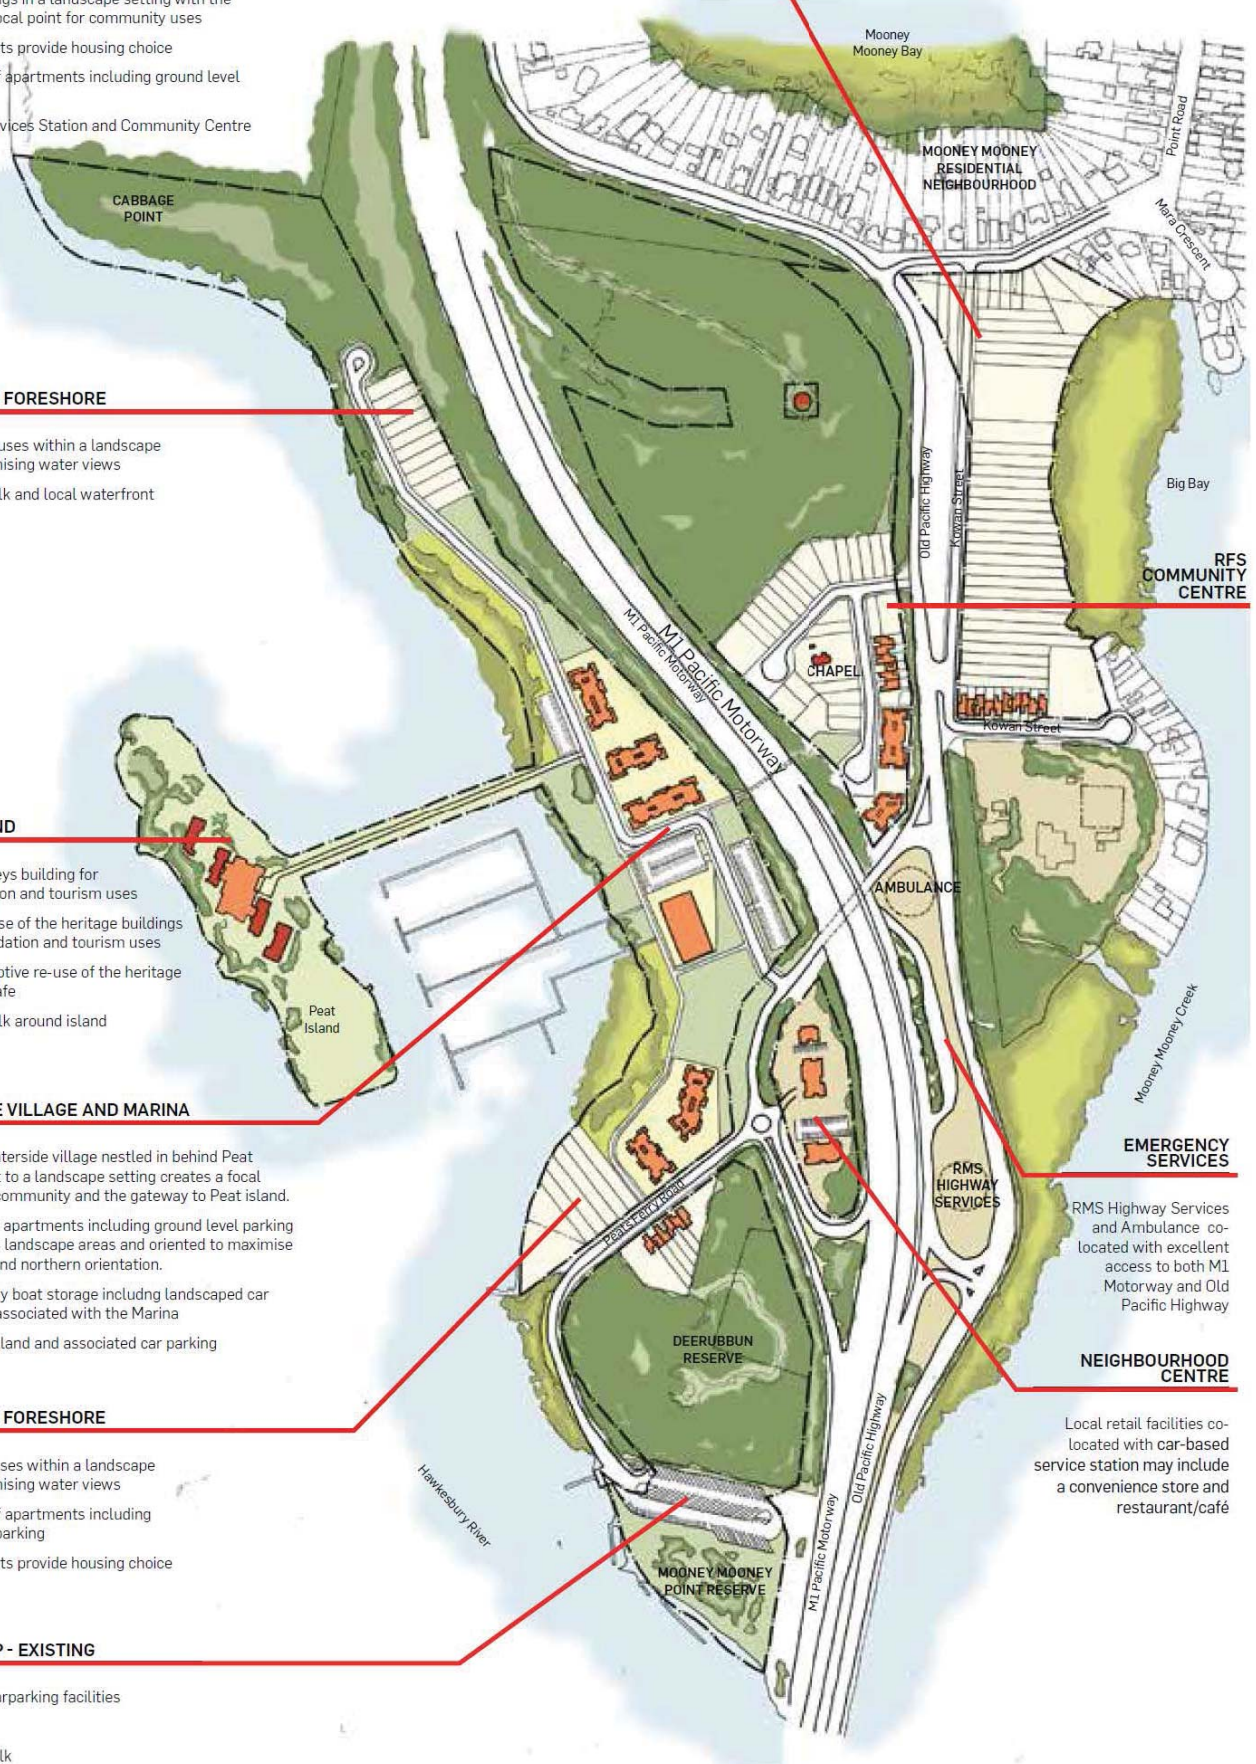 ngs in a landscape setting with the
ocal point for community uses
ts provide housing choice
f apartments including ground level
vices Station and Community Centre
Mooney
Mooney Bay
Point Road
MOONEY MOONEY
RESIDENTIAL
NEIGHBOURHOOD
Mara Crescent
CABBAGE
POINT
FORESHORE
uses within a landscape
nising water views
lk and local waterfront
Old Pacific Highway
Kowan Street
Big Bay
RFS
COMMUNITY
CENTRE
M1 Pacific Motorway
M1 Pacific Motorway
CHAPEL
Kowan Street
ND
eys building for
on and tourism uses
se of the heritage buildings
dation and tourism uses
ptive re-use of the heritage
afe
lk around island
Peat
Island
AMBULANCE
Mooney Mooney Creek
E VILLAGE AND MARINA
terside village nestled in behind Peat
t to a landscape setting creates a focal
community and the gateway to Peat island.
apartments including ground level parking
landscape areas and oriented to maximise
nd northern orientation.
y boat storage includng landscaped car
associated with the Marina
land and associated car parking
EMERGENCY
SERVICES
RMS Highway Services
and Ambulance co-
located with excellent
access to both M1
Motorway and Old
Pacific Highway
RMS
HIGHWAY
SERVICES
Peats Ferry Road
DEERUBBUN
RESERVE
NEIGHBOURHOOD
CENTRE
Local retail facilities co-
located with car-based
service station may include
a convenience store and
restaurant/café
FORESHORE
ses within a landscape
nising water views
f apartments including
parking
ts provide housing choice
Hawkesbury River
Old Pacific Highway
M1 Pacific Motorway
MOONEY MOONEY
POINT RESERVE
P - EXISTING
arparking facilities
lk